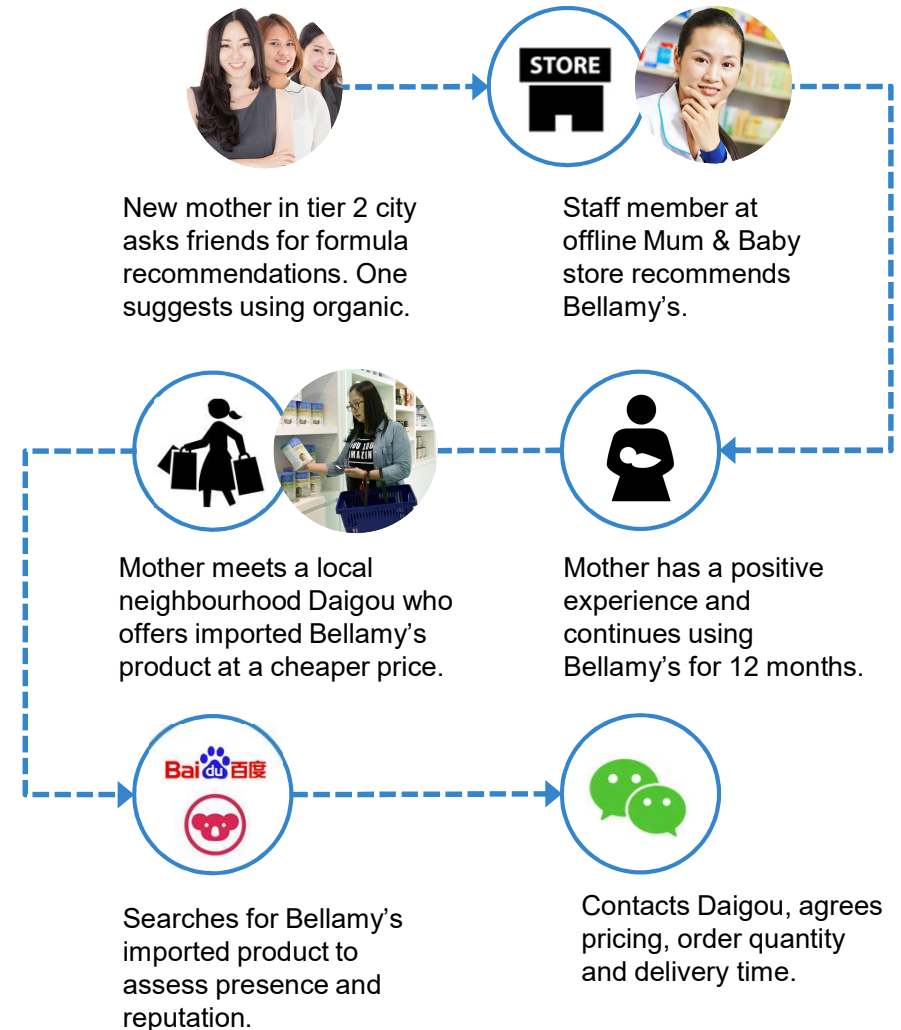 STORE
New mother in tier 2 city
asks friends for formula
recommendations. One
suggests using organic.
Staff member at
offline Mum & Baby
store recommends
Bellamy’s.
Mother has a positive
experience and
continues using
Bellamy’s for 12 months.
Mother meets a local
neighbourhood Daigou who
offers imported Bellamy’s
product at a cheaper price.
Bai du 百度
Searches for Bellamy’s
imported product to
assess presence and
reputation.
Contacts Daigou, agrees
pricing, order quantity
and delivery time.